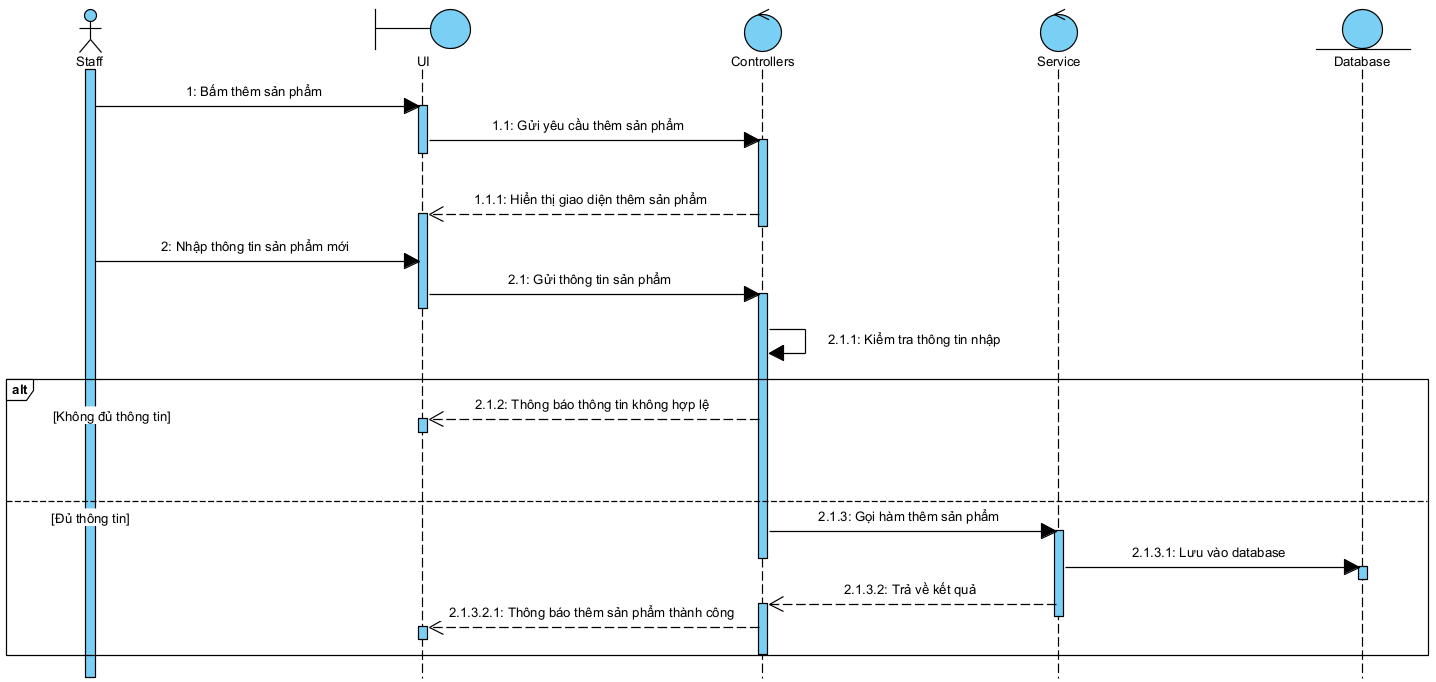 Staff
UI
Controllers
Service
Database
1: Bấm thêm sản phẩm
1.1: Gửi yêu cầu thêm sản phẩm
1.1.1: Hiển thị giao diện thêm sản phẩm
2: Nhập thông tin sản phẩm mới
2.1: Gửi thông tin sản phẩm
2.1.1: Kiểm tra thông tin nhập
alt
2.1.2: Thông báo thông tin không hợp lệ
[Không đủ thông tin]
[Đủ thông tin]
2.1.3: Gọi hàm thêm sản phẩm
2.1.3.1: Lưu vào database
2.1.3.2: Trả về kết quả
2.1.3.2.1: Thông báo thêm sản phẩm thành công